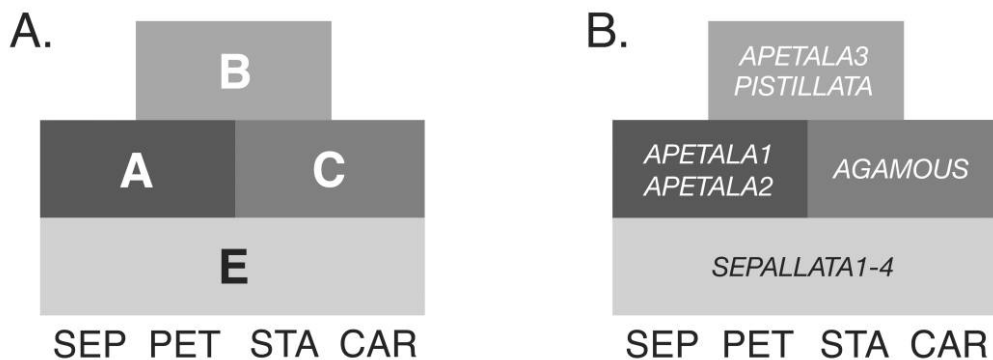 A.
B
A C
E
SEP PET STA CAR
B.
APETALA3
PISTILLATA
APETALA1
APETALA2
AGAMOUS
SEPALLATA1-4
SEP PET STA CAR